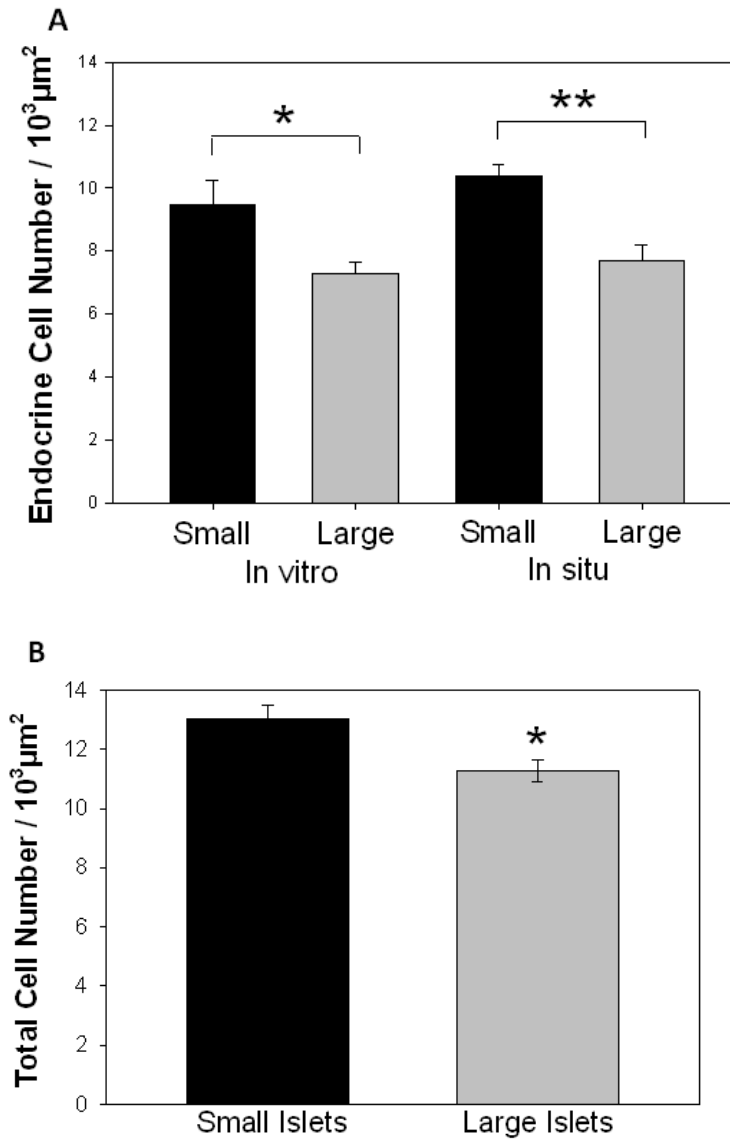 A
Endocrine Cell Number / 10³µm²
14
12
10
8
6
4
2
0
*
**
Small Large Small Large
In vitro In situ
B
Total Cell Number / 10³µm²
14
12
10
8
6
4
2
0
*
Small Islets Large Islets